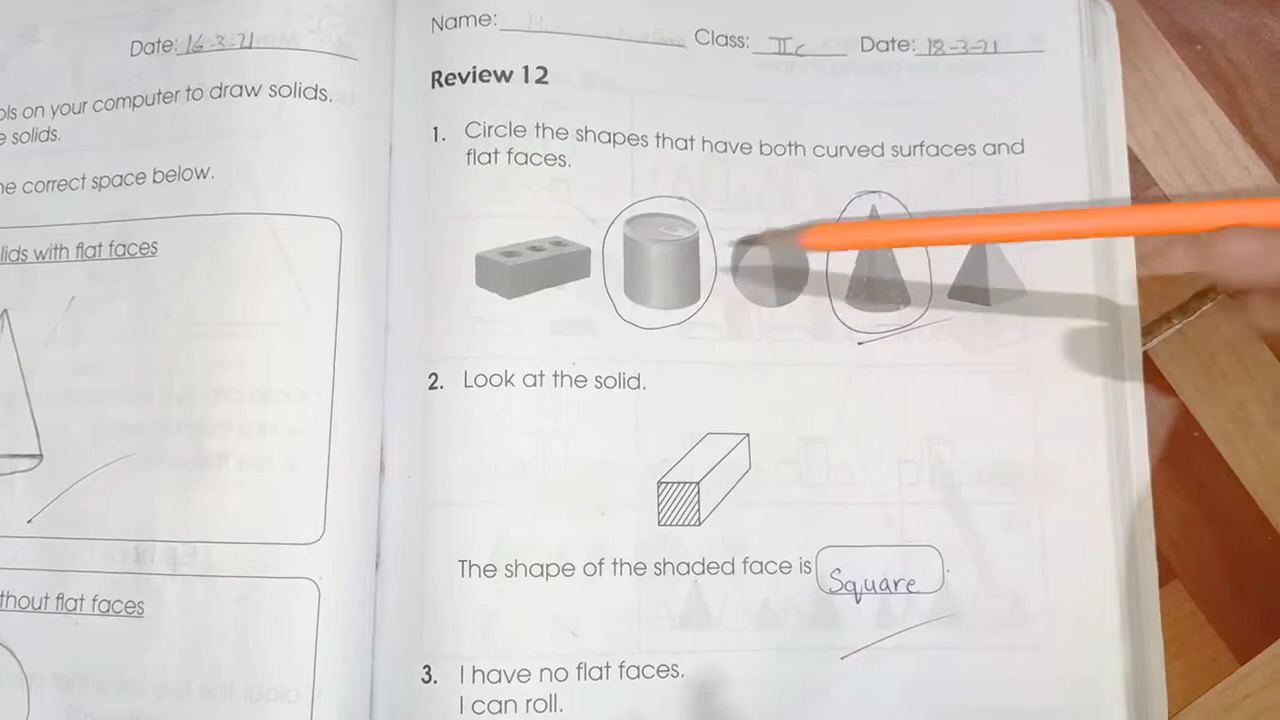 Date: 16-3-21
ols on your computer to draw solids.
e solids.
he correct space below.
lids with flat faces
thout flat faces
Name:
Class: II c Date: 18-3-21
Review 12
1. Circle the shapes that have both curved surfaces and
flat faces.
2. Look at the solid.
The shape of the shaded face is Square.
3. I have no flat faces.
I can roll.